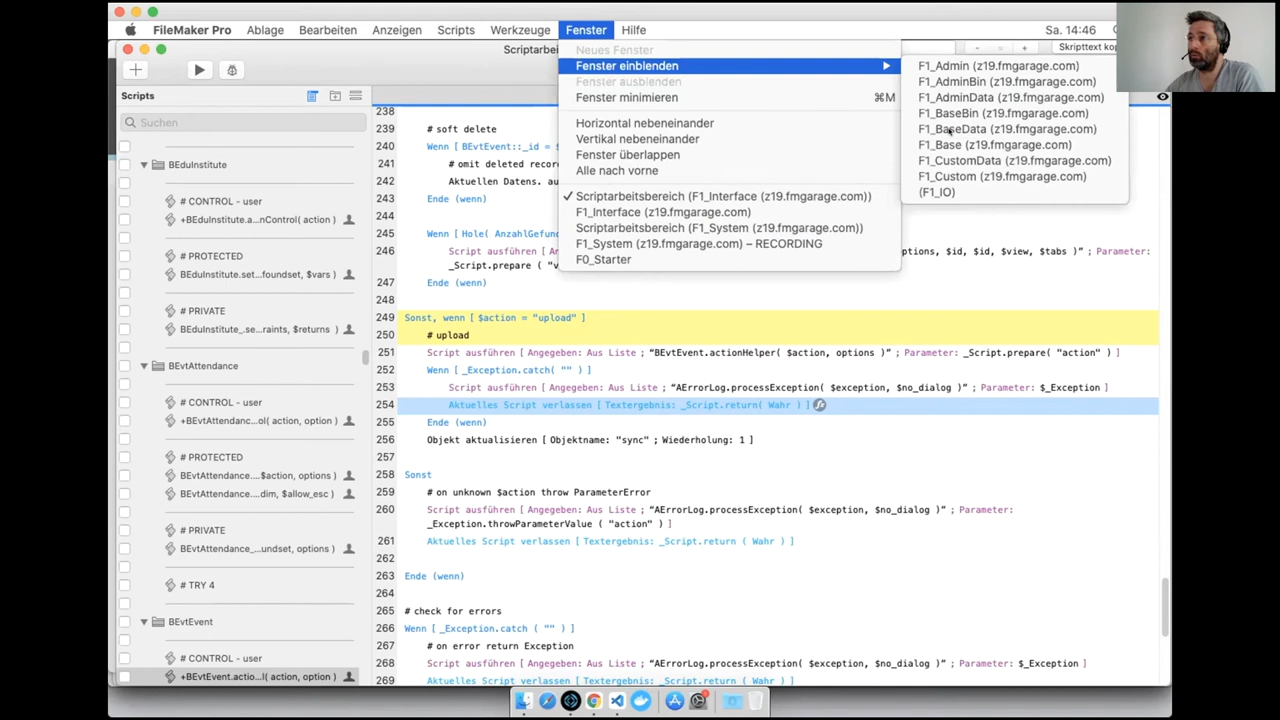 FileMaker Pro Ablage Bearbeiten Anzeigen Scripts Werkzeuge Fenster Hilfe Sa. 14:46
Scriptarbei
Skripttext kop
Neues Fenster
Fenster einblenden
Fenster ausblenden
Fenster minimieren ⌘M
Horizontal nebeneinander
Vertikal nebeneinander
Fenster überlappen
Alle nach vorne
✓ Scriptarbeitsbereich (F1_Interface (z19.fmgarage.com))
F1_Interface (z19.fmgarage.com)
Scriptarbeitsbereich (F1_System (z19.fmgarage.com))
F1_System (z19.fmgarage.com) – RECORDING
F0_Starter
F1_Admin (z19.fmgarage.com)
F1_AdminBin (z19.fmgarage.com)
F1_AdminData (z19.fmgarage.com)
F1_BaseBin (z19.fmgarage.com)
F1_BaseData (z19.fmgarage.com)
F1_Base (z19.fmgarage.com)
F1_CustomData (z19.fmgarage.com)
F1_Custom (z19.fmgarage.com)
(F1_IO)
Scripts
Suchen
BEduInstitute
# CONTROL - user
+BEduInstitute.a...nControl( action )
# PROTECTED
BEduInstitute.set...foundset, $vars )
# PRIVATE
BEduInstitute_.se...raints, $returns )
BEvtAttendance
# CONTROL - user
+BEvtAttendanc...ol( action, option )
# PROTECTED
BEvtAttendance....$action, options )
BEvtAttendance....dim, $allow_esc )
# PRIVATE
BEvtAttendance_...undset, options )
# TRY 4
BEvtEvent
# CONTROL - user
+BEvtEvent.actio...l( action, option )
238
239 # soft delete
240 Wenn [ BEvtEvent::_id = $
241 # omit deleted recor
242 Aktuellen Datens. au
243 Ende (wenn)
244
245 Wenn [ Hole( AnzahlGefun
246 Script ausführen [ Angeg ptions, $id, $view, $tabs )” ; Parameter:
_Script.prepare ( "v
247 Ende (wenn)
248
249 Sonst, wenn [ $action = "upload" ]
250 # upload
251 Script ausführen [ Angegeben: Aus Liste ; “BEvtEvent.actionHelper( $action, options )” ; Parameter: _Script.prepare( "action" ) ]
252 Wenn [ _Exception.catch( "" ) ]
253 Script ausführen [ Angegeben: Aus Liste ; “AErrorLog.processException( $exception, $no_dialog )” ; Parameter: $_Exception ]
254 Aktuelles Script verlassen [ Textergebnis: _Script.return( Wahr ) ]
255 Ende (wenn)
256 Objekt aktualisieren [ Objektname: "sync" ; Wiederholung: 1 ]
257
258 Sonst
259 # on unknown $action throw ParameterError
260 Script ausführen [ Angegeben: Aus Liste ; “AErrorLog.processException( $exception, $no_dialog )” ; Parameter:
_Exception.throwParameterValue ( "action" ) ]
261 Aktuelles Script verlassen [ Textergebnis: _Script.return ( Wahr ) ]
262
263 Ende (wenn)
264
265 # check for errors
266 Wenn [ _Exception.catch ( "" ) ]
267 # on error return Exception
268 Script ausführen [ Angegeben: Aus Liste ; “AErrorLog.processException( $exception, $no_dialog )” ; Parameter: $_Exception ]
269 Aktuelles Script verlassen [ Textergebnis: _Script.return ( Wahr ) ]